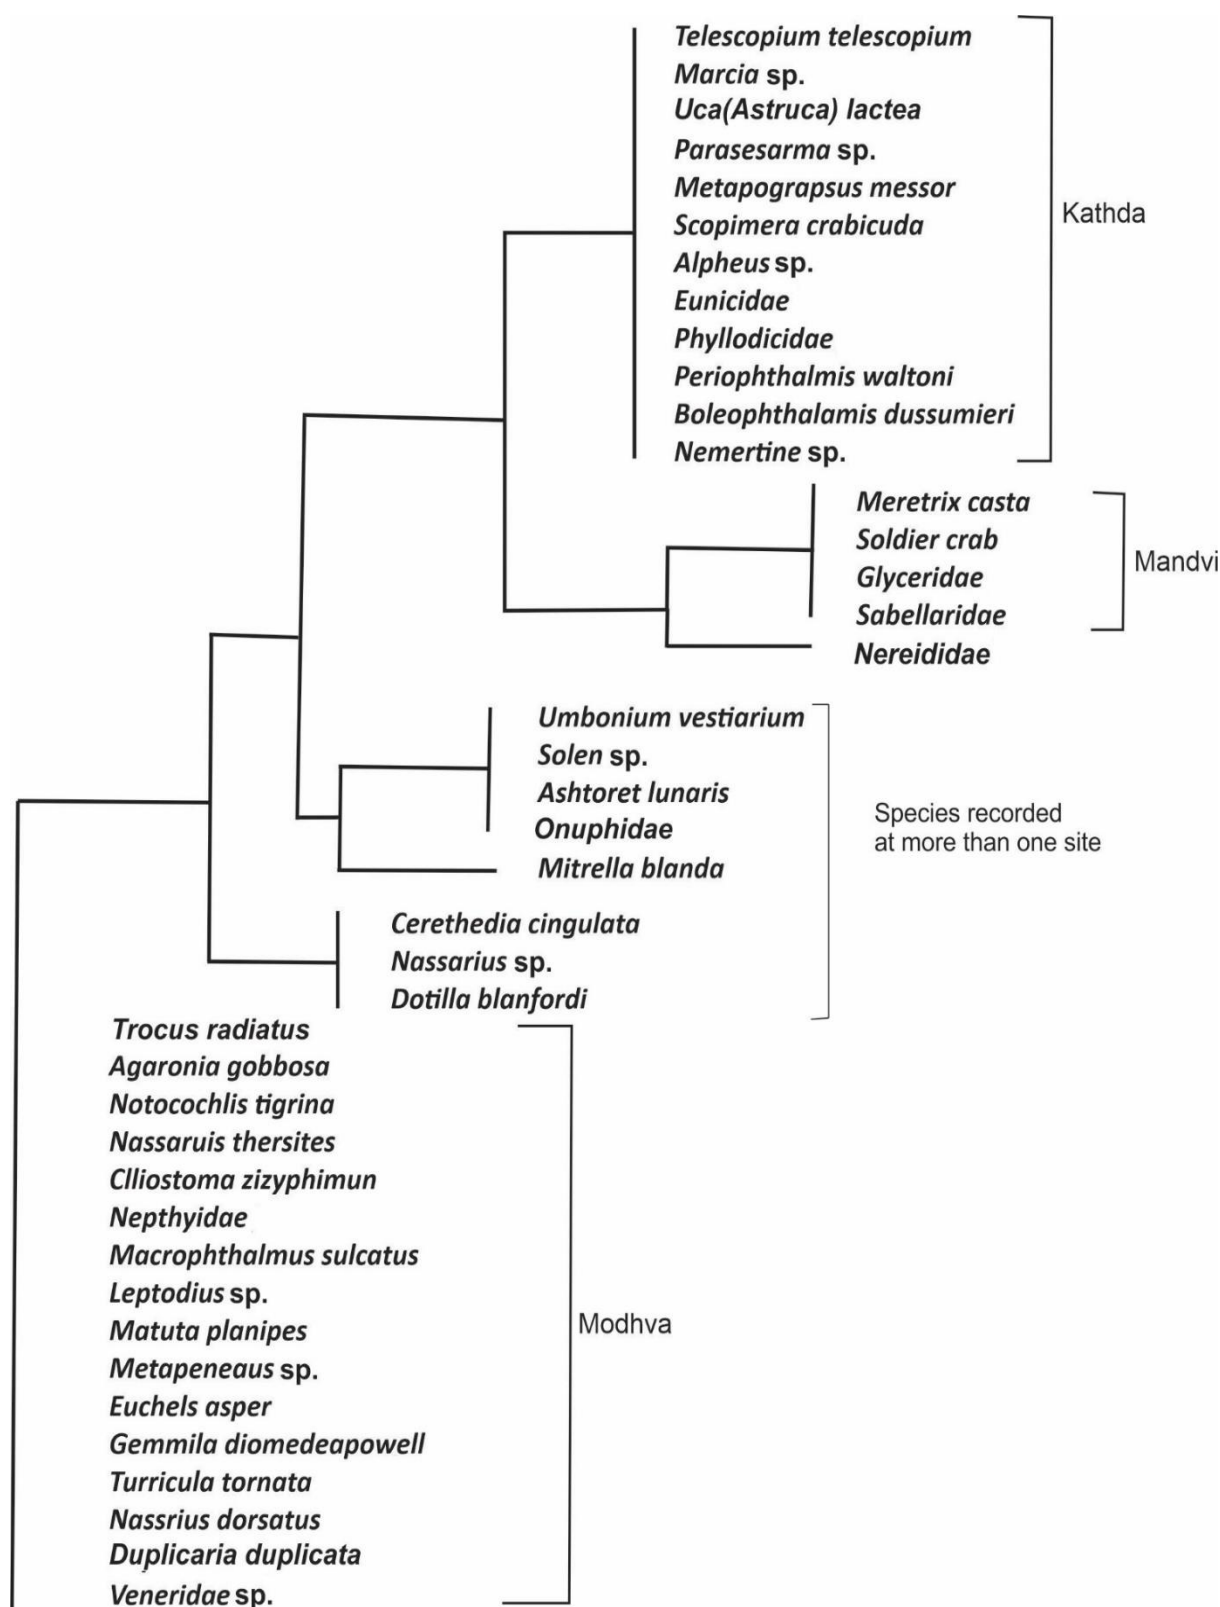 Telescopium telescopium
Marcia sp.
Uca(Astruca) lactea
Parasesarma sp.
Metapograpsus messor
Scopimera crabicuda
Alpheus sp.
Eunicidae
Phyllodicidae
Periophthalmis waltoni
Boleophthalamis dussumieri
Nemertine sp.
Kathda
Meretrix casta
Soldier crab
Glyceridae
Sabellaridae
Mandvi
Nereididae
Umbonium vestiarium
Solen sp.
Ashtoret lunaris
Onuphidae
Mitrella blanda
Cerethedia cingulata
Nassarius sp.
Dotilla blanfordi
Species recorded
at more than one site
Trocus radiatus
Agaronia gobbosa
Notocochlis tigrina
Nassaruis thersites
Clliostoma zizyphimun
Nepthyidae
Macrophthalmus sulcatus
Leptodius sp.
Matuta planipes
Metapeneaus sp.
Euchels asper
Gemmila diomedeapowell
Turricula tornata
Nassrius dorsatus
Duplicaria duplicata
Veneridae sp.
Modhva